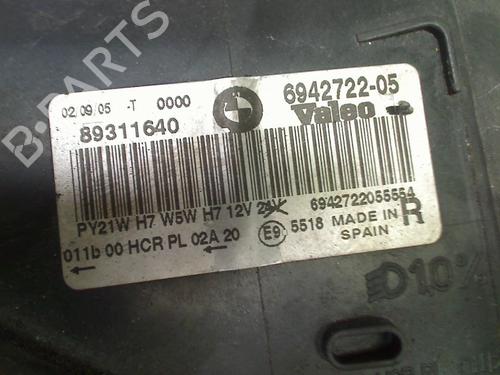 B-PARTS
02/09/05 -T 0000
6942722-05
89311640
Valeo
PY21W H7 W5W H7 12V 24V
6942722055554
011b 00 HCR PL 02A 20
E9
5518 MADE IN
SPAIN
R
10%